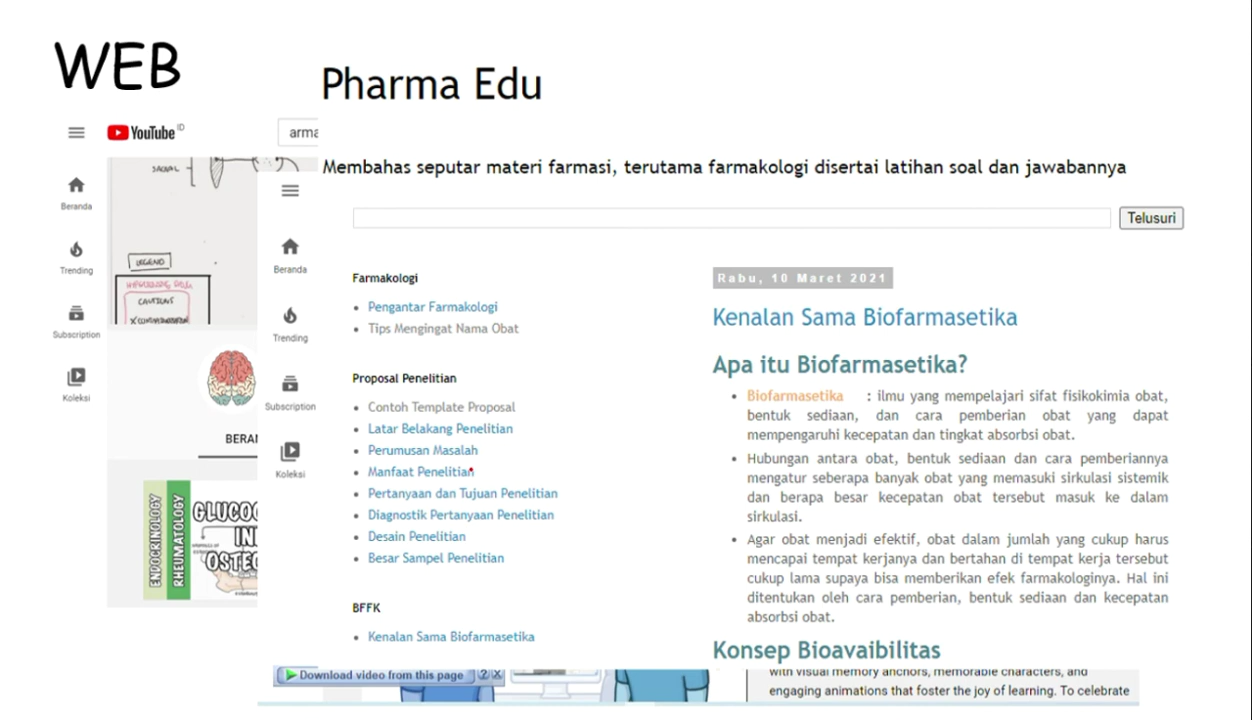 WEB
Pharma Edu
YouTube ID
arma
Membahas seputar materi farmasi, terutama farmakologi disertai latihan soal dan jawabannya
Telusuri
Beranda
Trending
Subscription
Koleksi
LEGEND
CAUTIONS
BERAN
ENDOCRINOLOGY
RHEUMATOLOGY
GLUCOC
IN
OSTEO
Beranda
Trending
Subscription
Koleksi
Farmakologi
• Pengantar Farmakologi
• Tips Mengingat Nama Obat
Proposal Penelitian
• Contoh Template Proposal
• Latar Belakang Penelitian
• Perumusan Masalah
• Manfaat Penelitian
• Pertanyaan dan Tujuan Penelitian
• Diagnostik Pertanyaan Penelitian
• Desain Penelitian
• Besar Sampel Penelitian
BFFK
• Kenalan Sama Biofarmasetika
Rabu, 10 Maret 2021
Kenalan Sama Biofarmasetika
Apa itu Biofarmasetika?
• Biofarmasetika : ilmu yang mempelajari sifat fisikokimia obat,
bentuk sediaan, dan cara pemberian obat yang dapat
mempengaruhi kecepatan dan tingkat absorbsi obat.
• Hubungan antara obat, bentuk sediaan dan cara pemberiannya
mengatur seberapa banyak obat yang memasuki sirkulasi sistemik
dan berapa besar kecepatan obat tersebut masuk ke dalam
sirkulasi.
• Agar obat menjadi efektif, obat dalam jumlah yang cukup harus
mencapai tempat kerjanya dan bertahan di tempat kerja tersebut
cukup lama supaya bisa memberikan efek farmakologinya. Hal ini
ditentukan oleh cara pemberian, bentuk sediaan dan kecepatan
absorbsi obat.
Konsep Bioavaibilitas
Download video from this page ? X
with visual memory anchors, memorable characters, and
engaging animations that foster the joy of learning. To celebrate